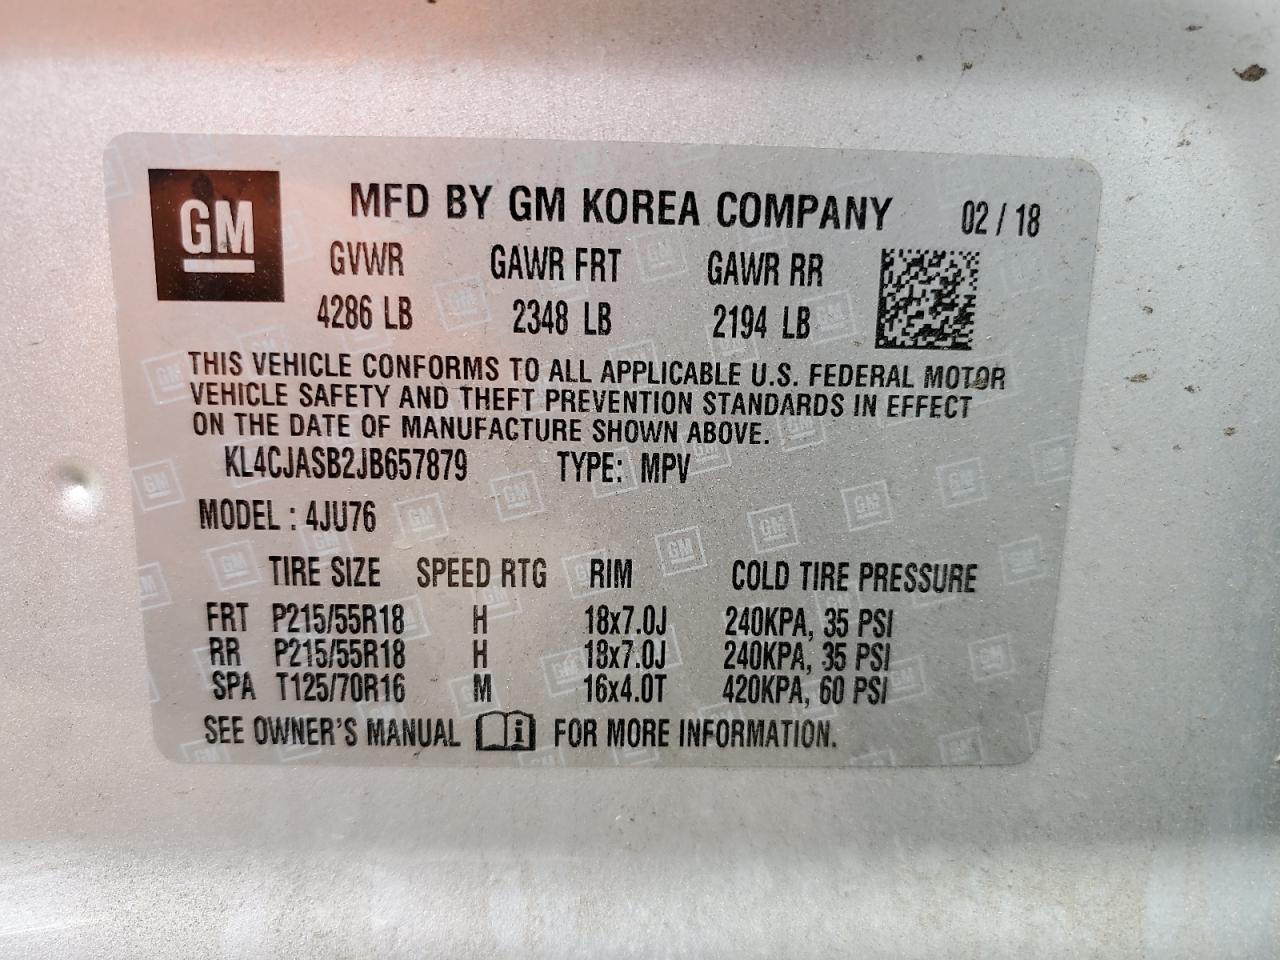 GM
MFD BY GM KOREA COMPANY 02 / 18
GVWR GAWR FRT GAWR RR
4286 LB 2348 LB 2194 LB
THIS VEHICLE CONFORMS TO ALL APPLICABLE U.S. FEDERAL MOTOR
VEHICLE SAFETY AND THEFT PREVENTION STANDARDS IN EFFECT
ON THE DATE OF MANUFACTURE SHOWN ABOVE.
KL4CJASB2JB657879 TYPE: MPV
MODEL : 4JU76
TIRE SIZE SPEED RTG RIM COLD TIRE PRESSURE
FRT P215/55R18 H 18x7.0J 240KPA, 35 PSI
RR P215/55R18 H 18x7.0J 240KPA, 35 PSI
SPA T125/70R16 M 16x4.0T 420KPA, 60 PSI
SEE OWNER'S MANUAL i FOR MORE INFORMATION.